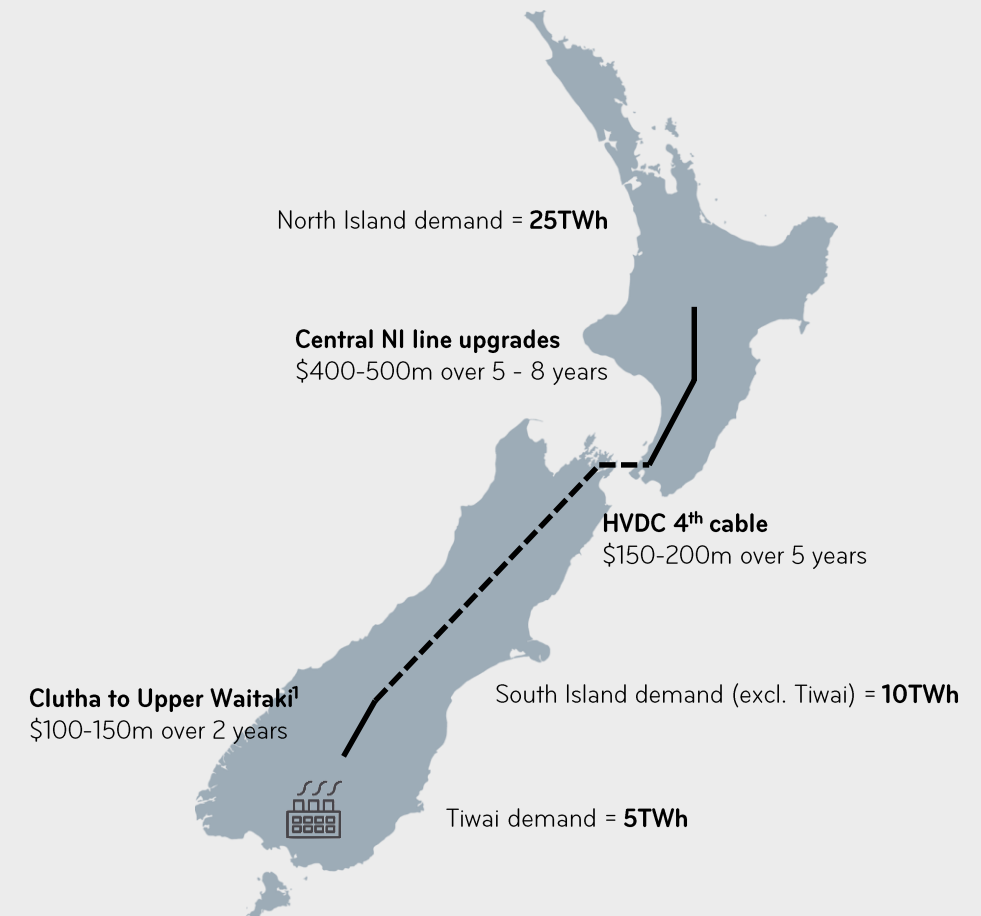 North Island demand = 25TWh
Central NI line upgrades
$400-500m over 5 - 8 years
HVDC 4th cable
$150-200m over 5 years
Clutha to Upper Waitaki¹
$100-150m over 2 years
South Island demand (excl. Tiwai) = 10TWh
Tiwai demand = 5TWh